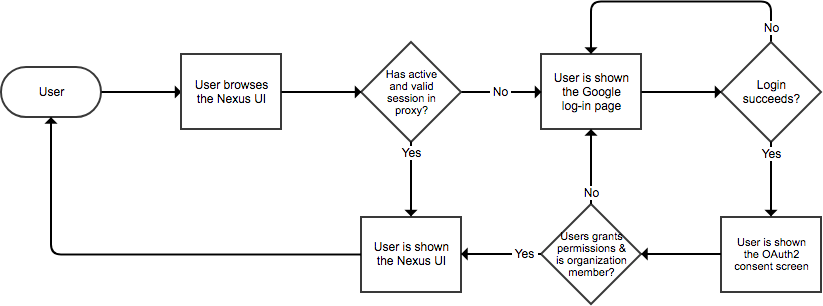 User
User browses
the Nexus UI
Has active
and valid
session in
proxy?
No
User is shown
the Google
log-in page
No
Login
succeeds?
Yes
Yes
No
User is shown
the Nexus UI
Yes
Users grants
permissions &
is organization
member?
User is shown
the OAuth2
consent screen